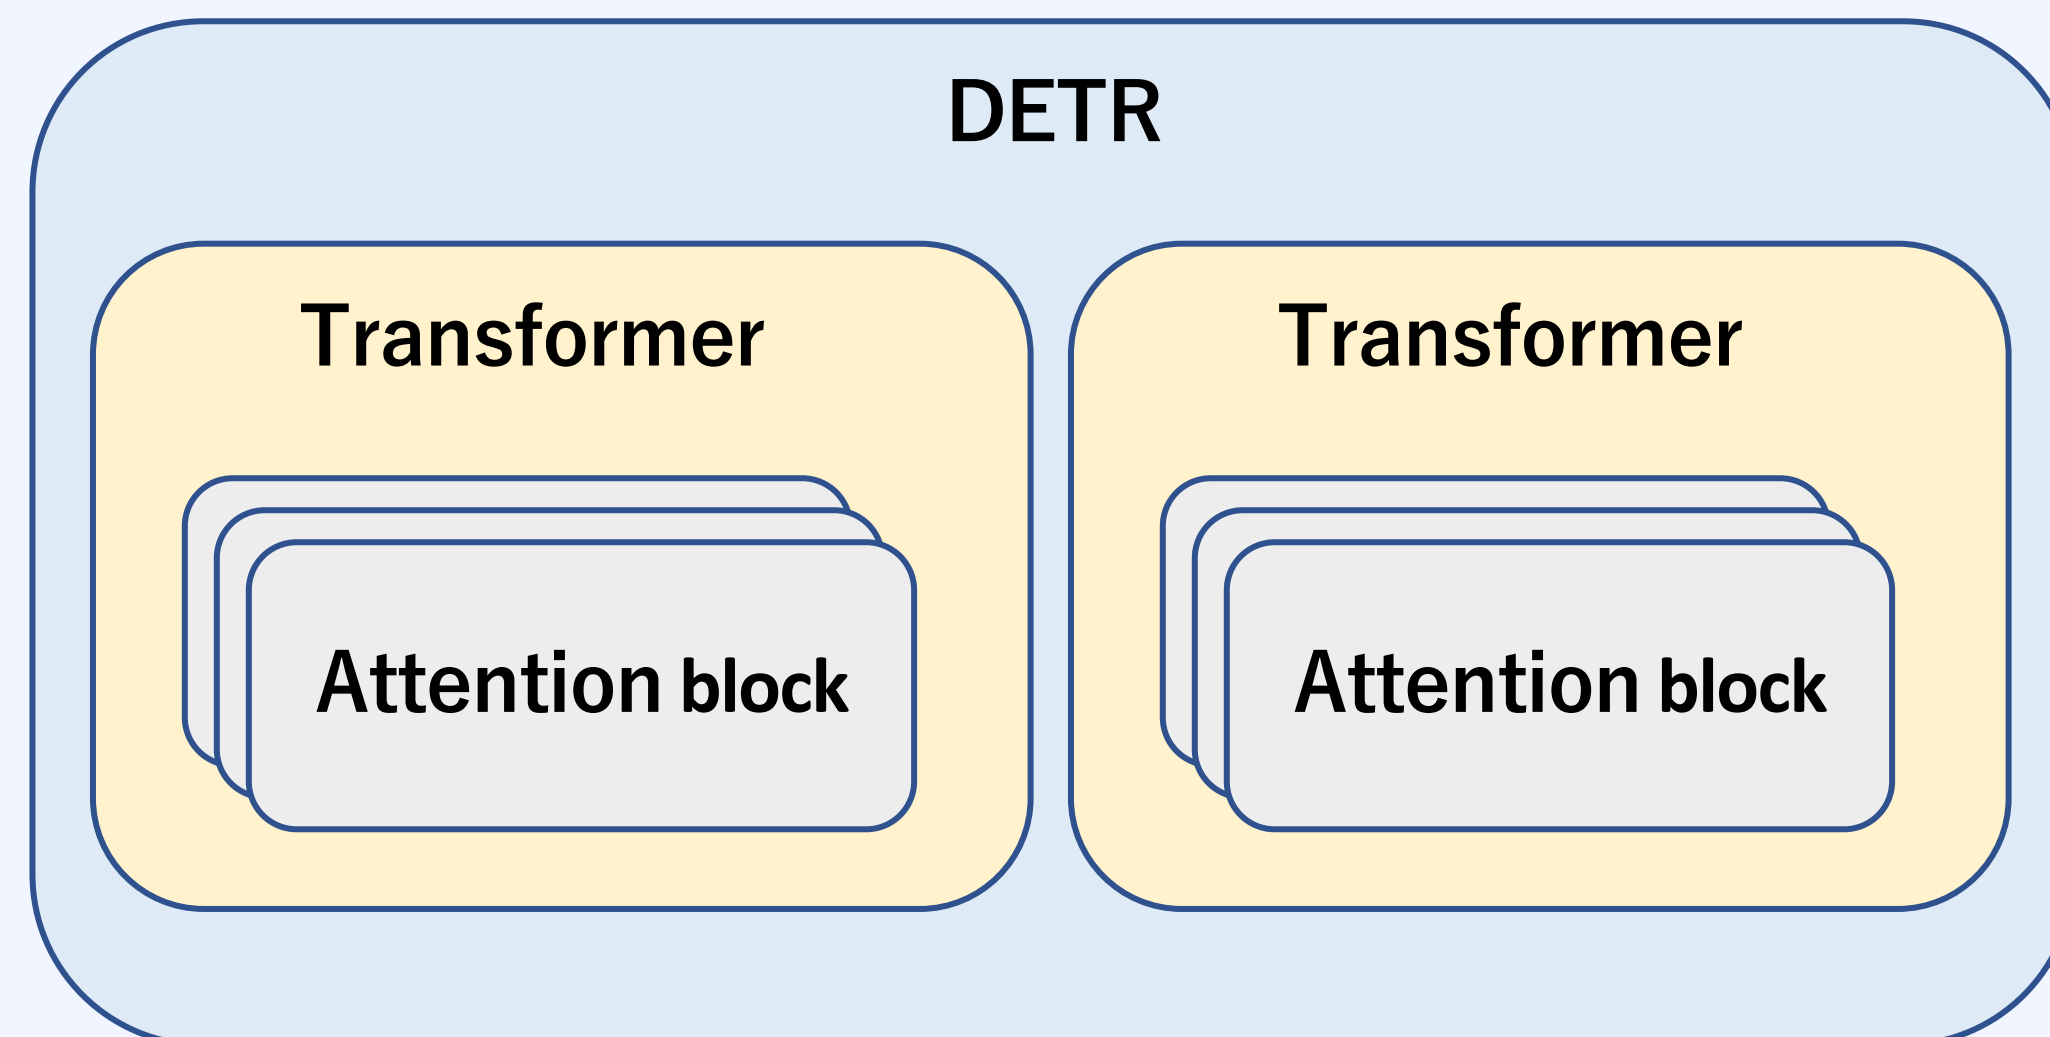 DETR
Transformer
Attention block
Transformer
Attention block